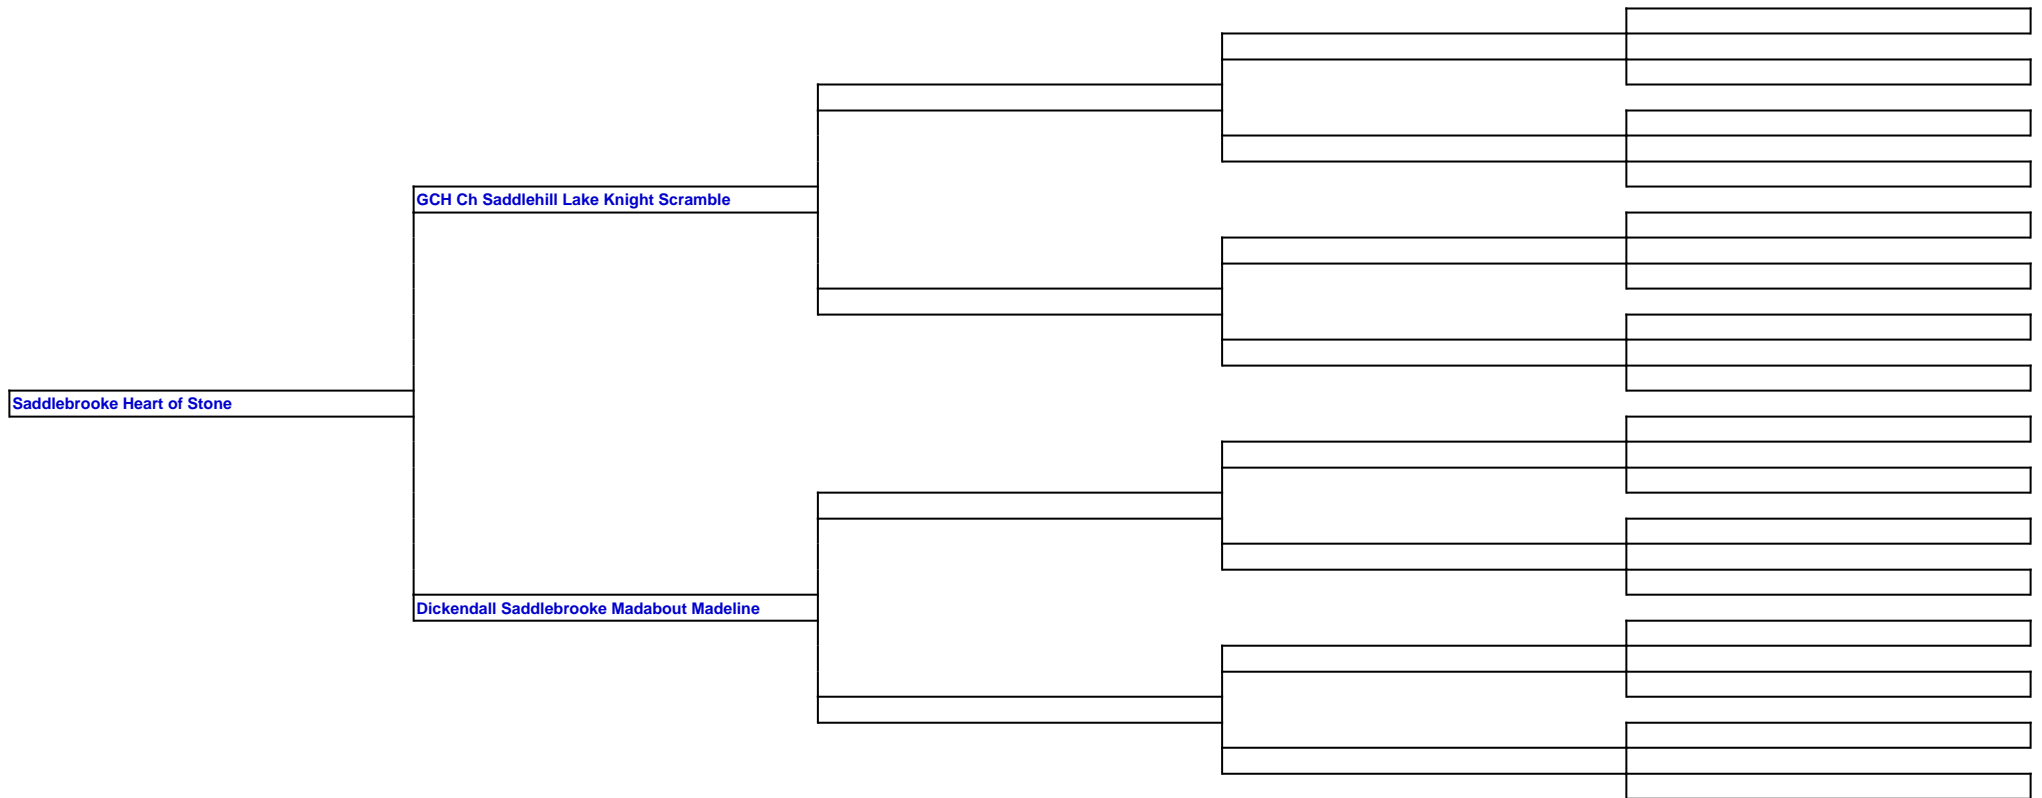 GCH Ch Saddlehill Lake Knight Scramble
Saddlebrooke Heart of Stone
Dickendall Saddlebrooke Madabout Madeline